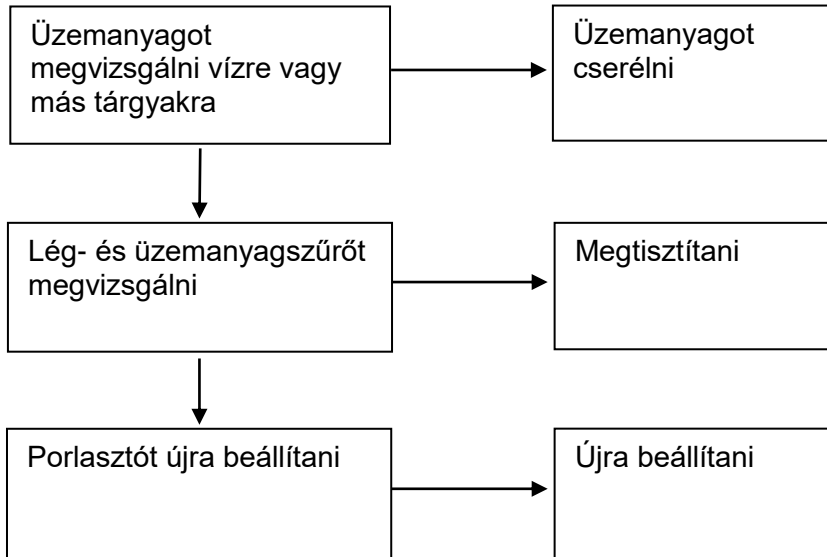 Üzemanyagot
megvizsgálni vízre vagy
más tárgyakra
Üzemanyagot
cserélni
Lég- és üzemanyagszűrőt
megvizsgálni
Megtisztítani
Porlasztót újra beállítani
Újra beállítani